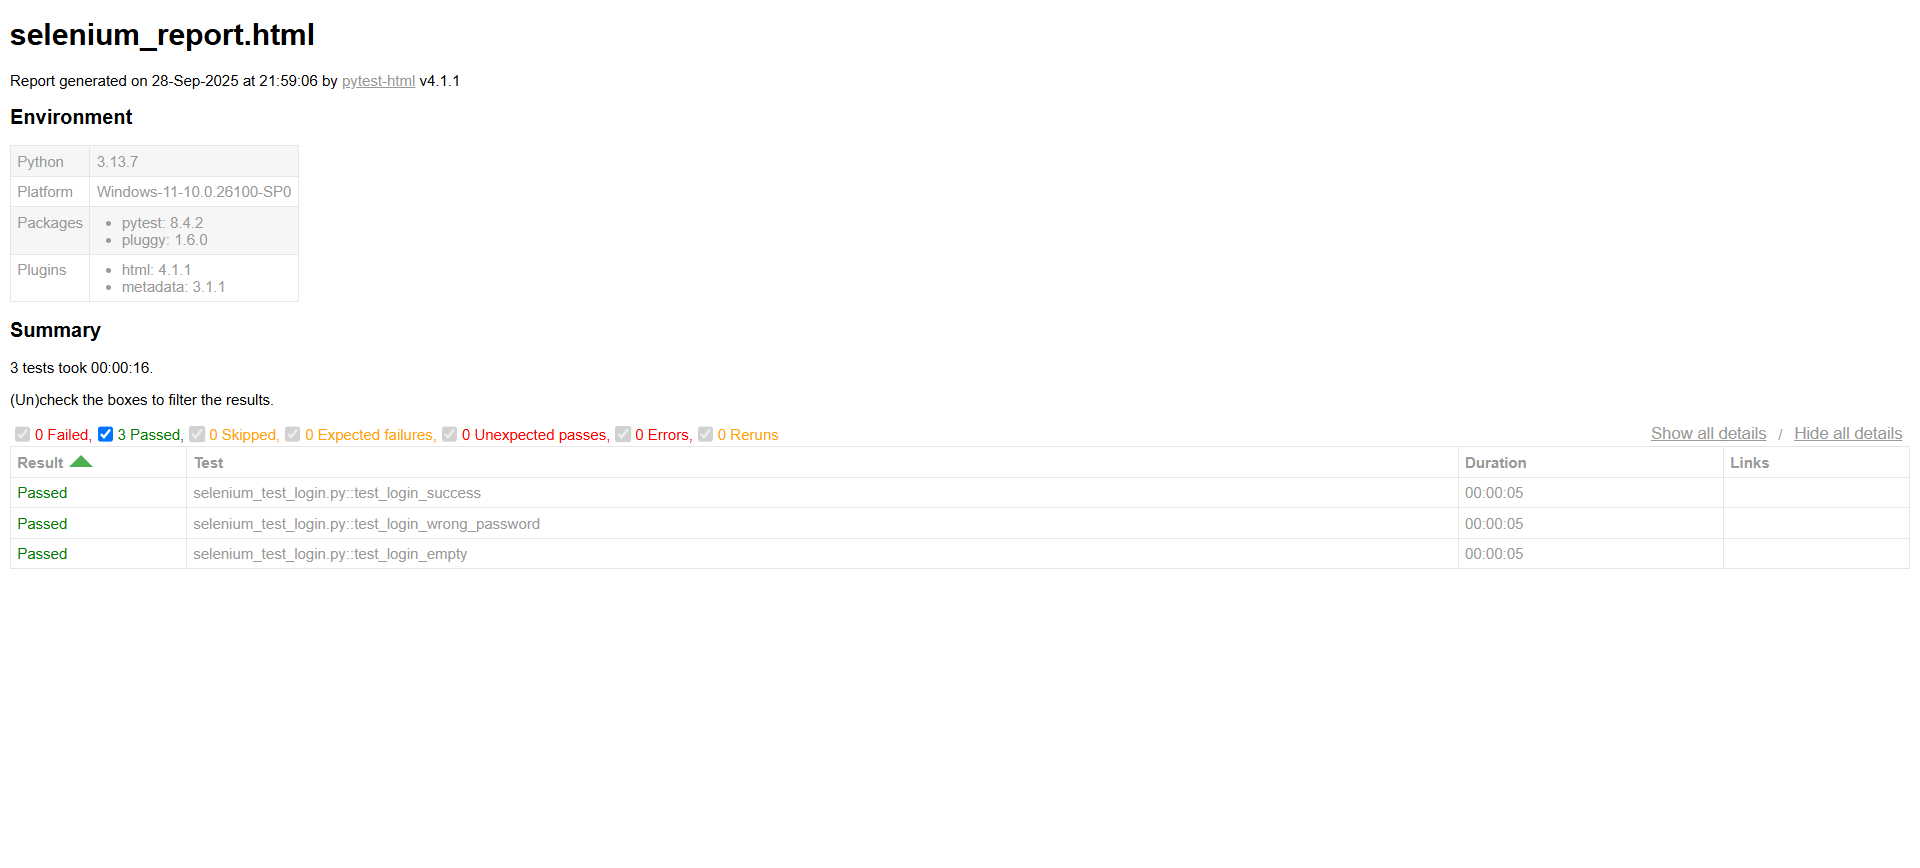 selenium_report.html
Report generated on 28-Sep-2025 at 21:59:06 by pytest-html v4.1.1
Environment
Python 3.13.7
Platform Windows-11-10.0.26100-SP0
Packages • pytest: 8.4.2
• pluggy: 1.6.0
Plugins • html: 4.1.1
• metadata: 3.1.1
Summary
3 tests took 00:00:16.
(Un)check the boxes to filter the results.
0 Failed, 3 Passed, 0 Skipped, 0 Expected failures, 0 Unexpected passes, 0 Errors, 0 Reruns Show all details / Hide all details
Result Test Duration Links
Passed selenium_test_login.py::test_login_success 00:00:05
Passed selenium_test_login.py::test_login_wrong_password 00:00:05
Passed selenium_test_login.py::test_login_empty 00:00:05